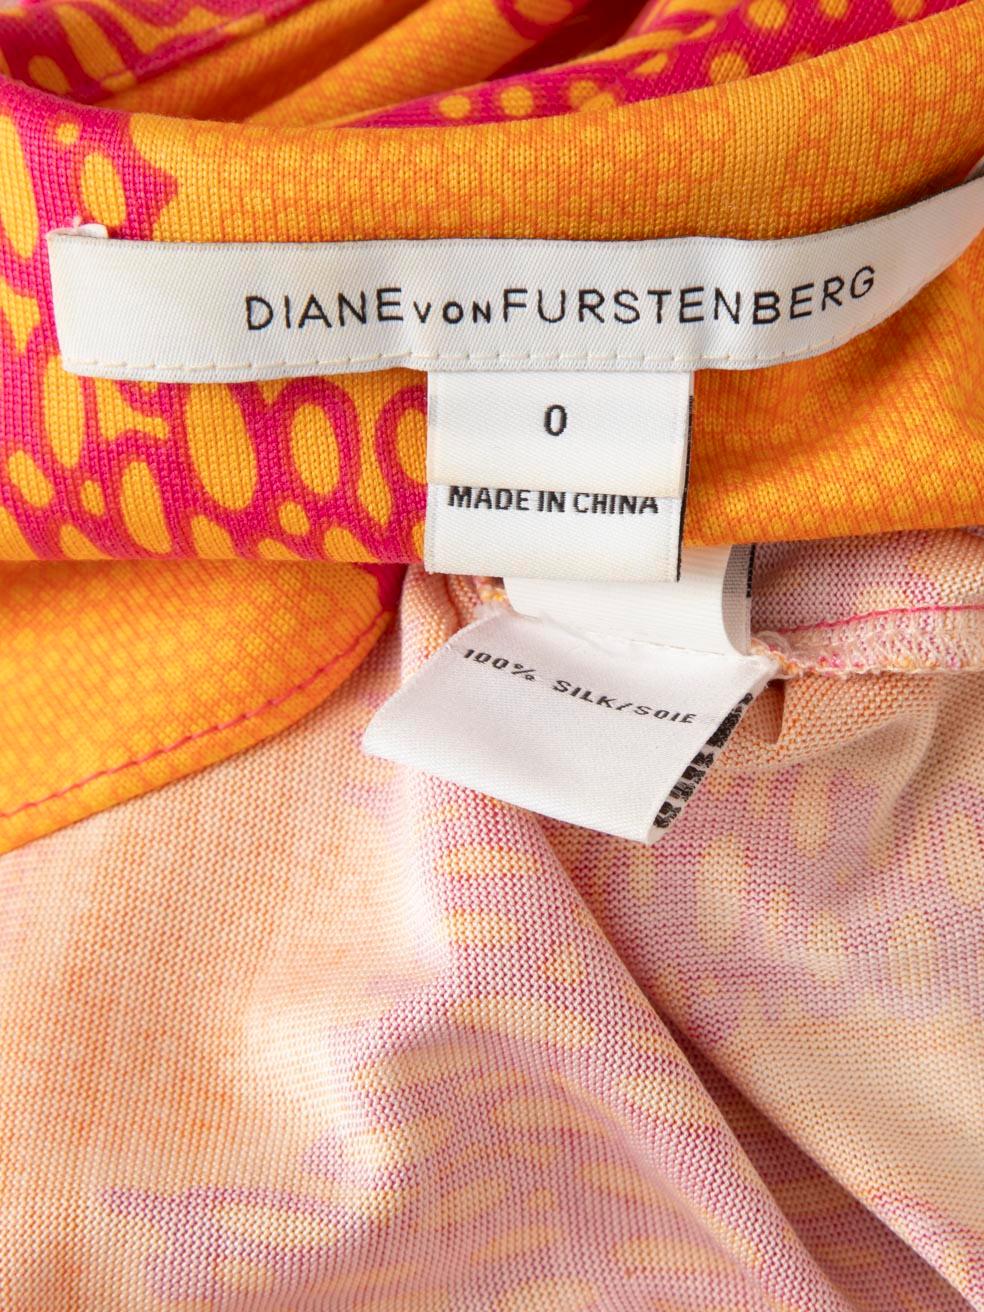 DIANE von FURSTENBERG
0
MADE IN CHINA
100% SILK/SOIE